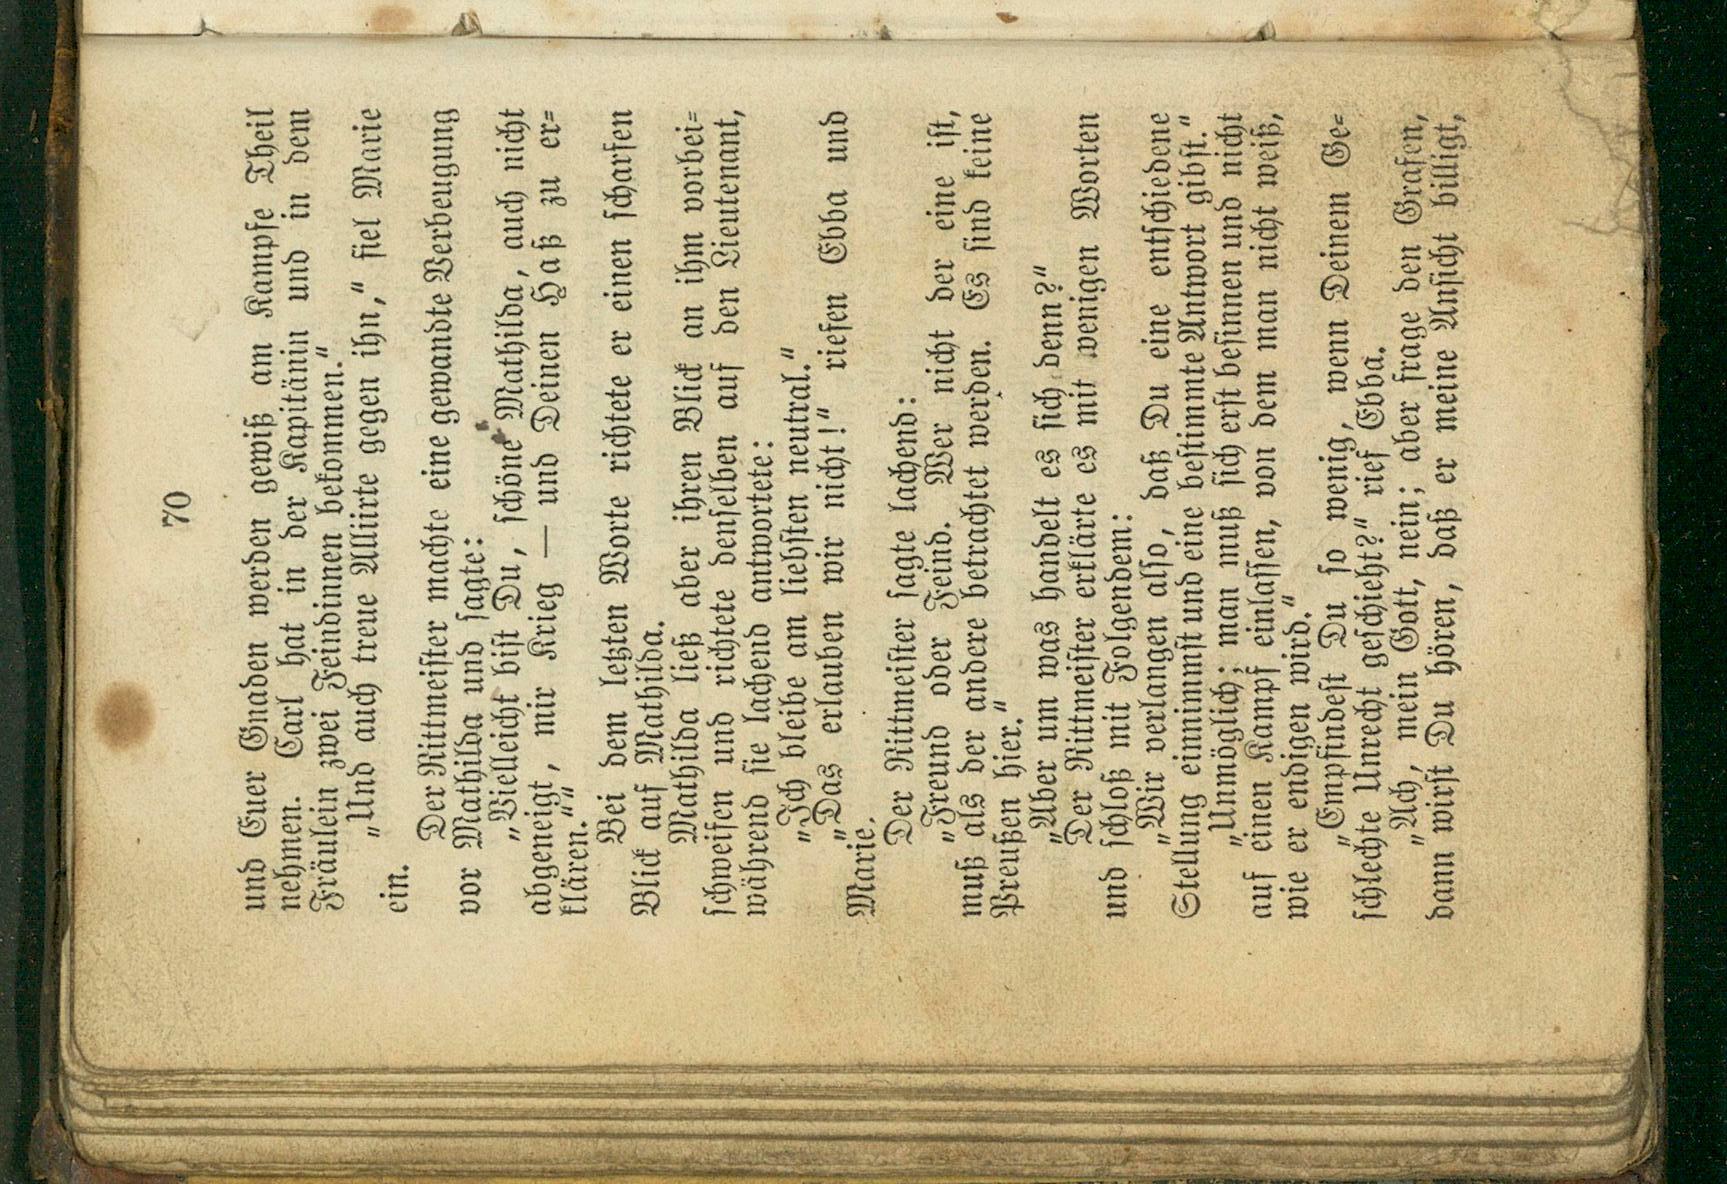 70
und Euer Gnaden werden gewiß am Kampfe Theil
nehmen. Carl hat in der Kapitänin und in dem
Fräulein zwei Feindinnen bekommen.“
„Und auch treue Alliirte gegen ihn,“ fiel Marie
ein.
Der Rittmeister machte eine gewandte Verbeugung
vor Mathilda und sagte:
„Vielleicht bist Du, schöne Mathilda, auch nicht
abgeneigt, mir Krieg — und Deinen Haß zu er=
klären.““
Bei dem letzten Worte richtete er einen scharfen
Blick auf Mathilda.
Mathilda ließ aber ihren Blick an ihm vorbei=
schweifen und richtete denselben auf den Lieutenant,
während sie lachend antwortete:
„Ich bleibe am liebsten neutral.“
„Das erlauben wir nicht!“ riefen Ebba und
Marie.
Der Rittmeister sagte lachend:
„Freund oder Feind. Wer nicht der eine ist,
muß als der andere betrachtet werden. Es sind keine
Preußen hier.“
„Aber um was handelt es sich denn?“
Der Rittmeister erklärte es mit wenigen Worten
und schloß mit Folgendem:
„Wir verlangen also, daß Du eine entschiedene
Stellung einnimmst und eine bestimmte Antwort gibst.“
„Unmöglich; man muß sich erst besinnen und nicht
auf einen Kampf einlassen, von dem man nicht weiß,
wie er endigen wird.“
„Empfindest Du so wenig, wenn Deinem Ge=
schlechte Unrecht geschieht?“ rief Ebba.
„Ach, mein Gott, nein; aber frage den Grafen,
dann wirst Du hören, daß er meine Ansicht billigt,